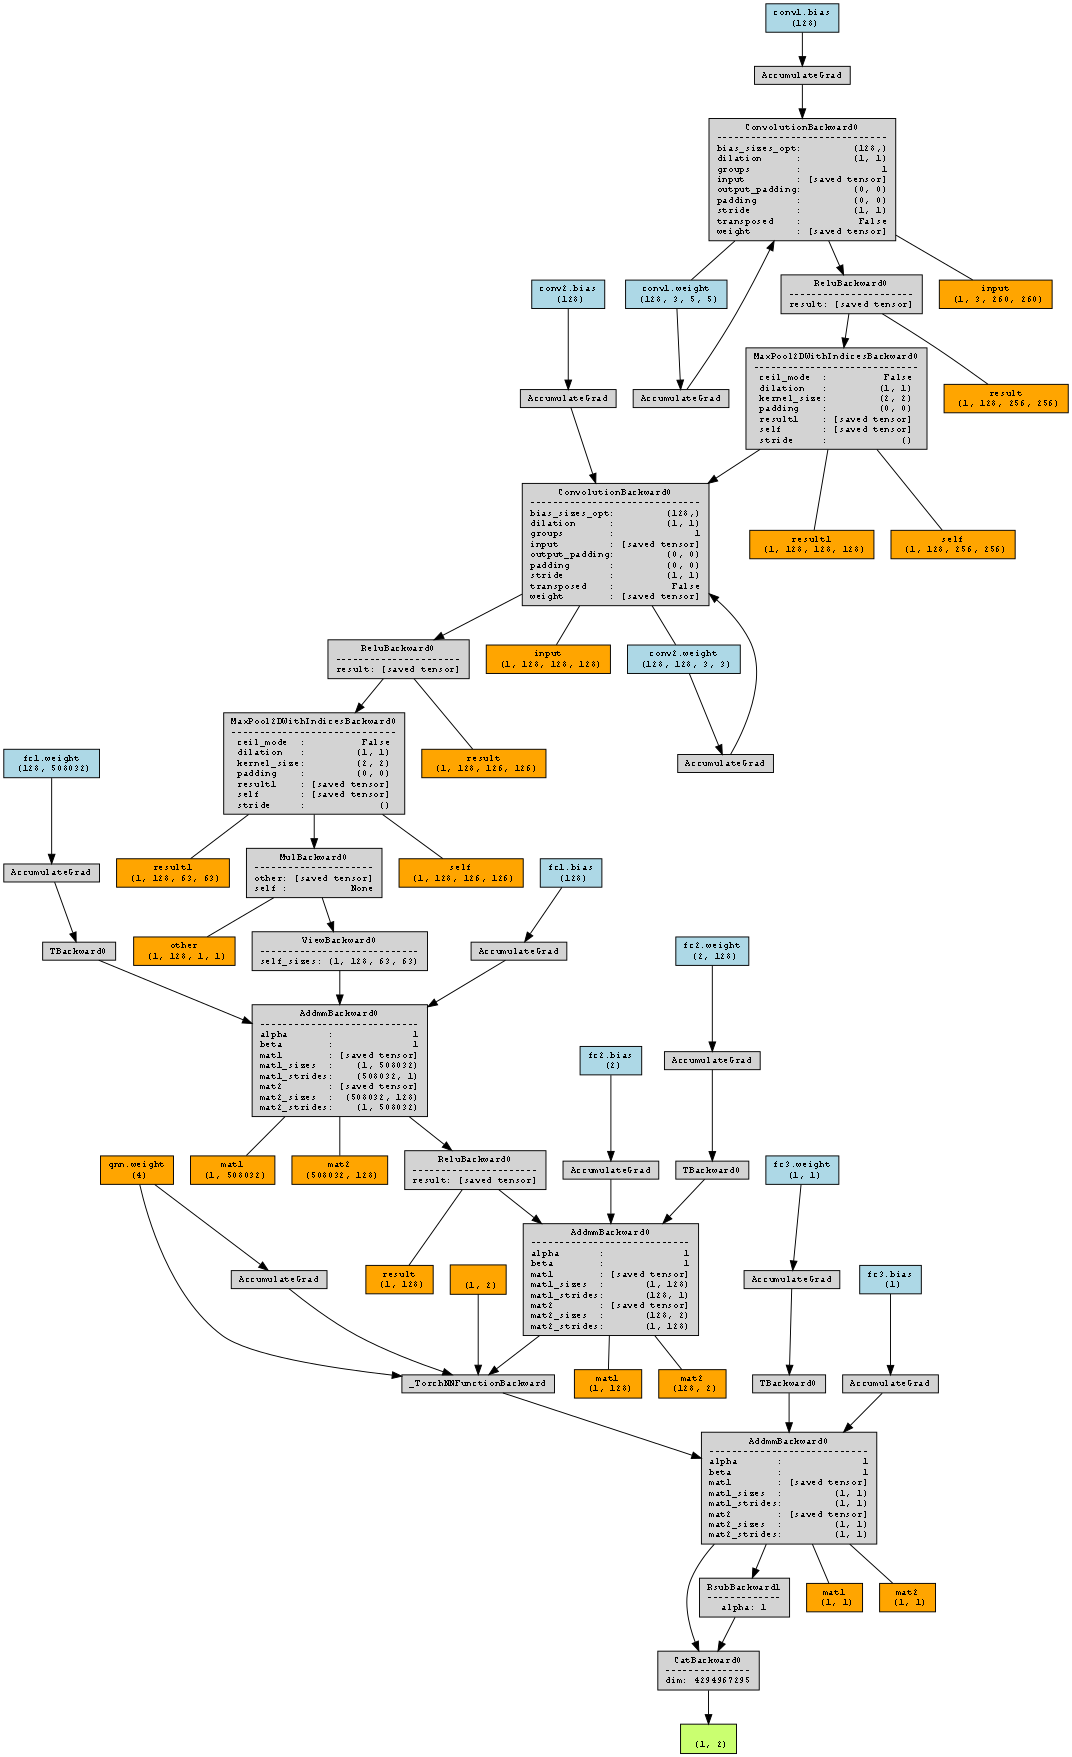 conv1.bias
(128)
AccumulateGrad
ConvolutionBackward0
------------------------------
bias_sizes_opt: (128,)
dilation : (1, 1)
groups : 1
input : [saved tensor]
output_padding: (0, 0)
padding : (0, 0)
stride : (1, 1)
transposed : False
weight : [saved tensor]
conv2.bias
(128)
conv1.weight
(128, 3, 5, 5)
ReluBackward0
----------------------
result: [saved tensor]
input
(1, 3, 260, 260)
MaxPool2DWithIndicesBackward0
-----------------------------
ceil_mode : False
dilation : (1, 1)
kernel_size: (2, 2)
padding : (0, 0)
result1 : [saved tensor]
self : [saved tensor]
stride : ()
AccumulateGrad
AccumulateGrad
result
(1, 128, 256, 256)
ConvolutionBackward0
------------------------------
bias_sizes_opt: (128,)
dilation : (1, 1)
groups : 1
input : [saved tensor]
output_padding: (0, 0)
padding : (0, 0)
stride : (1, 1)
transposed : False
weight : [saved tensor]
result1
(1, 128, 128, 128)
self
(1, 128, 256, 256)
ReluBackward0
----------------------
result: [saved tensor]
input
(1, 128, 128, 128)
conv2.weight
(128, 128, 3, 3)
MaxPool2DWithIndicesBackward0
-----------------------------
ceil_mode : False
dilation : (1, 1)
kernel_size: (2, 2)
padding : (0, 0)
result1 : [saved tensor]
self : [saved tensor]
stride : ()
fc1.weight
(128, 508032)
result
(1, 128, 126, 126)
AccumulateGrad
AccumulateGrad
result1
(1, 128, 63, 63)
MulBackward0
---------------------
other: [saved tensor]
self : None
self
(1, 128, 126, 126)
fc1.bias
(128)
TBackward0
other
(1, 128, 1, 1)
ViewBackward0
----------------------------
self_sizes: (1, 128, 63, 63)
AccumulateGrad
fc2.weight
(2, 128)
AddmmBackward0
----------------------------
alpha : 1
beta : 1
mat1 : [saved tensor]
mat1_sizes : (1, 508032)
mat1_strides: (508032, 1)
mat2 : [saved tensor]
mat2_sizes : (508032, 128)
mat2_strides: (1, 508032)
fc2.bias
(2)
AccumulateGrad
gnn.weight
(4)
mat1
(1, 508032)
mat2
(508032, 128)
ReluBackward0
----------------------
result: [saved tensor]
AccumulateGrad
TBackward0
fc3.weight
(1, 1)
AddmmBackward0
----------------------------
alpha : 1
beta : 1
mat1 : [saved tensor]
mat1_sizes : (1, 128)
mat1_strides: (128, 1)
mat2 : [saved tensor]
mat2_sizes : (128, 2)
mat2_strides: (1, 128)
AccumulateGrad
result
(1, 128)
(1, 2)
AccumulateGrad
fc3.bias
(1)
_TorchNNFunctionBackward
mat1
(1, 128)
mat2
(128, 2)
TBackward0
AccumulateGrad
AddmmBackward0
----------------------------
alpha : 1
beta : 1
mat1 : [saved tensor]
mat1_sizes : (1, 1)
mat1_strides: (1, 1)
mat2 : [saved tensor]
mat2_sizes : (1, 1)
mat2_strides: (1, 1)
RsubBackward1
-------------
alpha: 1
mat1
(1, 1)
mat2
(1, 1)
CatBackward0
---------------
dim: 4294967295
(1, 2)